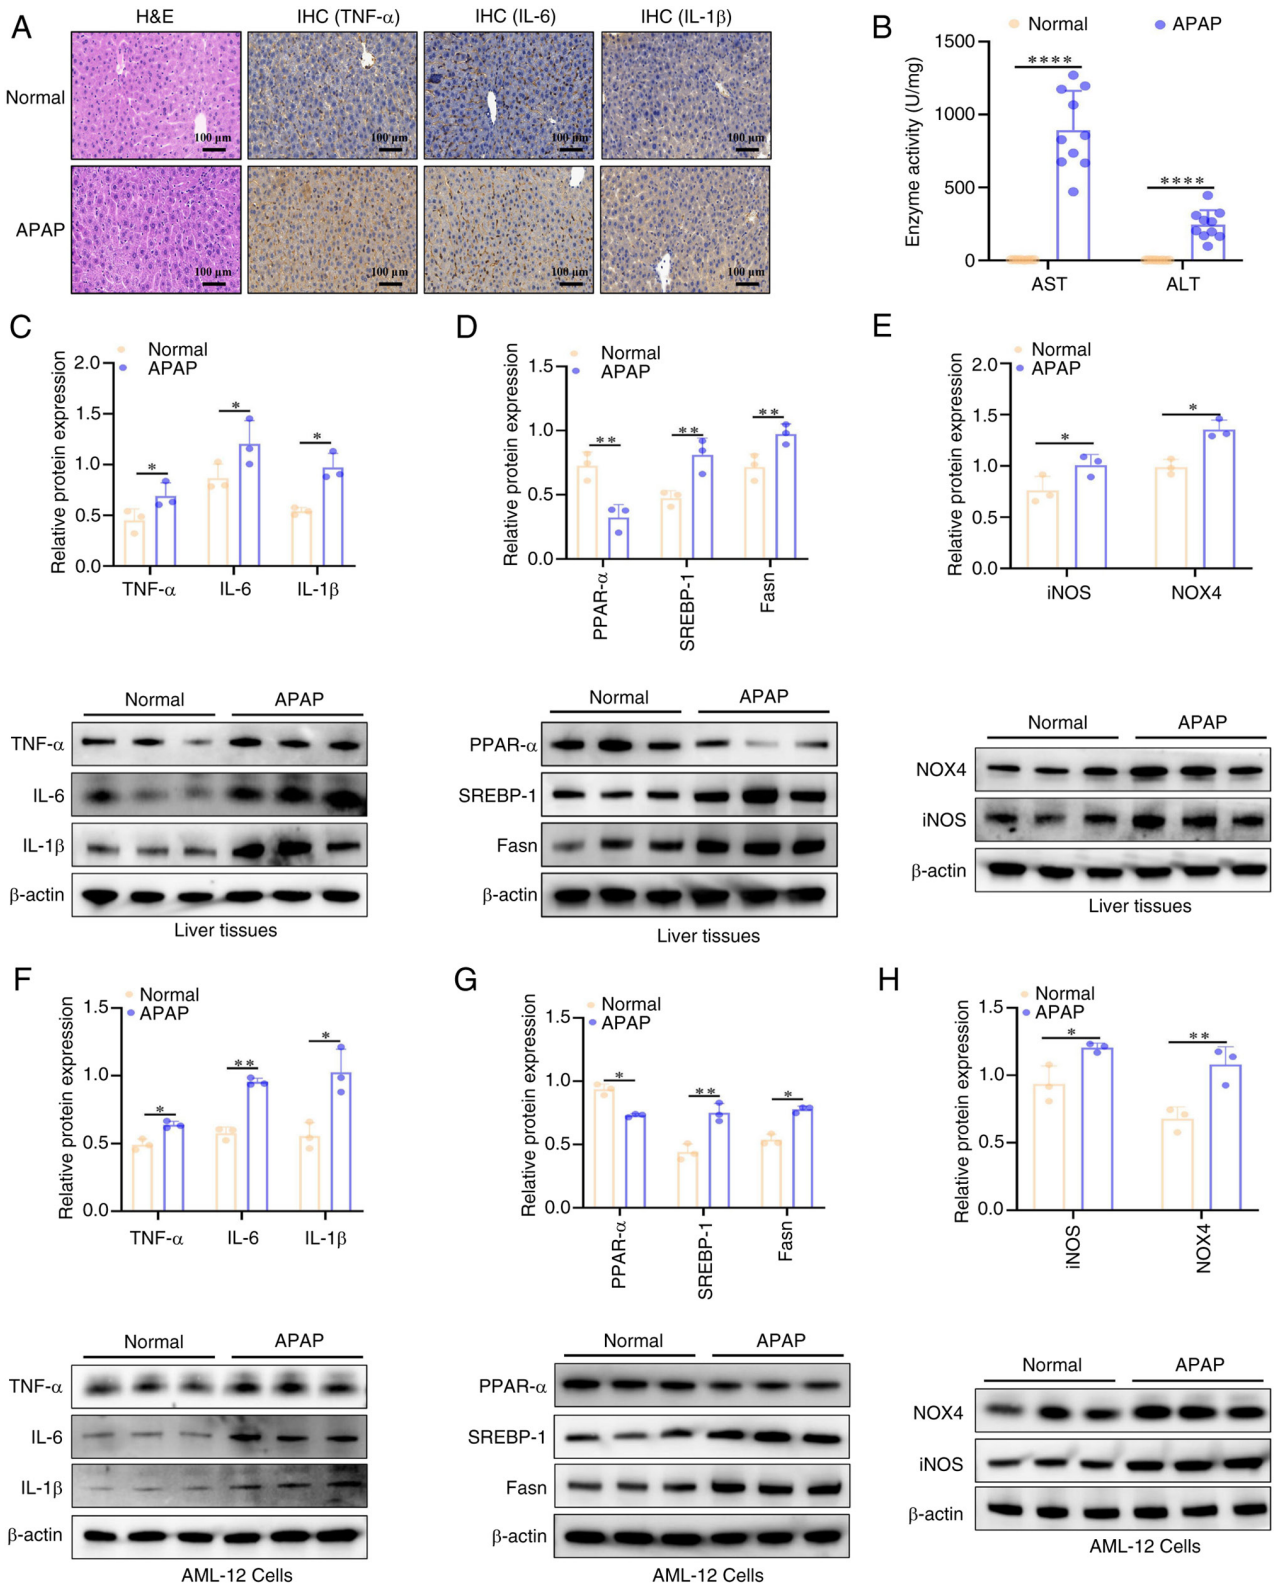 A
H&E
IHC (TNF-α)
IHC (IL-6)
IHC (IL-1β)
Normal
100 µm
100 µm
100 µm
100 µm
APAP
100 µm
100 µm
100 µm
100 µm
B
Normal
APAP
Enzyme activity (U/mg)
1500
1000
500
0
****
****
AST
ALT
C
Normal
APAP
Relative protein expression
2.0
1.5
1.0
0.5
0.0
*
*
*
TNF-α
IL-6
IL-1β
Normal
APAP
TNF-α
IL-6
IL-1β
β-actin
Liver tissues
D
Normal
APAP
Relative protein expression
1.5
1.0
0.5
0.0
**
**
**
PPAR-α
SREBP-1
Fasn
Normal
APAP
PPAR-α
SREBP-1
Fasn
β-actin
Liver tissues
E
Normal
APAP
Relative protein expression
2.0
1.5
1.0
0.5
0.0
*
*
iNOS
NOX4
Normal
APAP
NOX4
iNOS
β-actin
Liver tissues
F
Normal
APAP
Relative protein expression
1.5
1.0
0.5
0.0
*
**
*
TNF-α
IL-6
IL-1β
Normal
APAP
TNF-α
IL-6
IL-1β
β-actin
AML-12 Cells
G
Normal
APAP
Relative protein expression
1.5
1.0
0.5
0.0
*
**
*
PPAR-α
SREBP-1
Fasn
Normal
APAP
PPAR-α
SREBP-1
Fasn
β-actin
AML-12 Cells
H
Normal
APAP
Relative protein expression
1.5
1.0
0.5
0.0
*
**
iNOS
NOX4
Normal
APAP
NOX4
iNOS
β-actin
AML-12 Cells